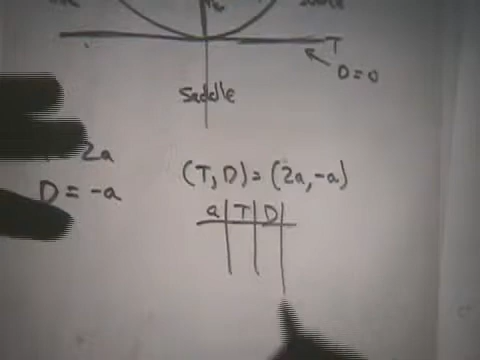 T
D=0
saddle
2a
(T,D)=(2a,-a)
D=-a
a T D